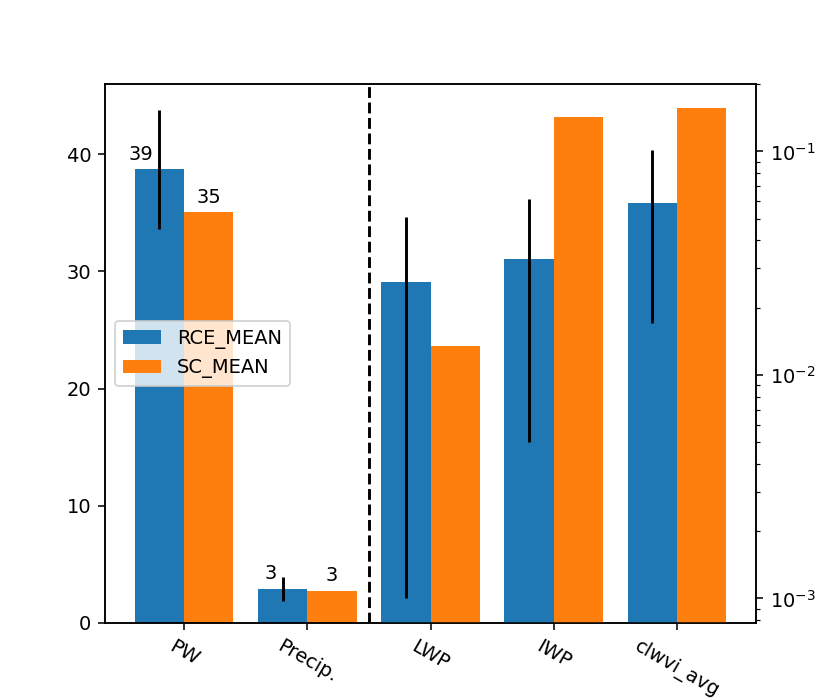 40
30
20
10
0
39
35
3
3
RCE_MEAN
SC_MEAN
10⁻¹
10⁻²
10⁻³
PW
Precip.
LWP
IWP
clwvi_avg